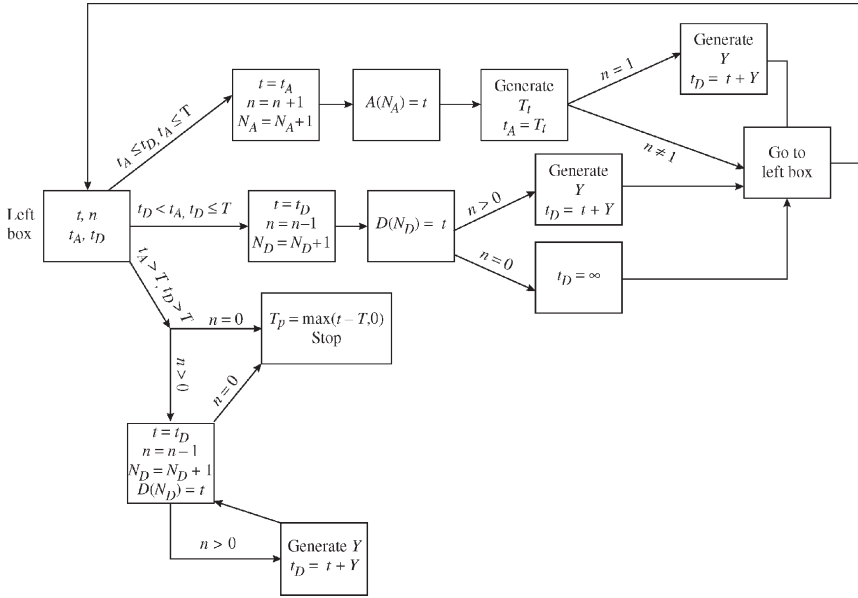 Generate
Y
t_D = t + Y
n = 1
t = t_A
n = n + 1
N_A = N_A + 1
A(N_A) = t
Generate
T_t
t_A = T_t
t_A ≤ t_D, t_A ≤ T
n ≠ 1
Go to
left box
Left
box
t, n
t_A, t_D
t_D < t_A, t_D ≤ T
t = t_D
n = n–1
N_D = N_D + 1
D(N_D) = t
n > 0
Generate
Y
t_D = t + Y
n = 0
t_D = ∞
t_A > T, t_D > T
n = 0
T_p = max(t – T,0)
Stop
n > 0
n = 0
t = t_D
n = n – 1
N_D = N_D + 1
D(N_D) = t
n > 0
Generate Y
t_D = t + Y